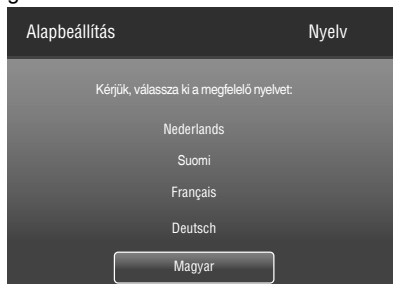 Alapbeállítás Nyelv
Kérjük, válassza ki a megfelelő nyelvet:
Nederlands
Suomi
Français
Deutsch
Magyar